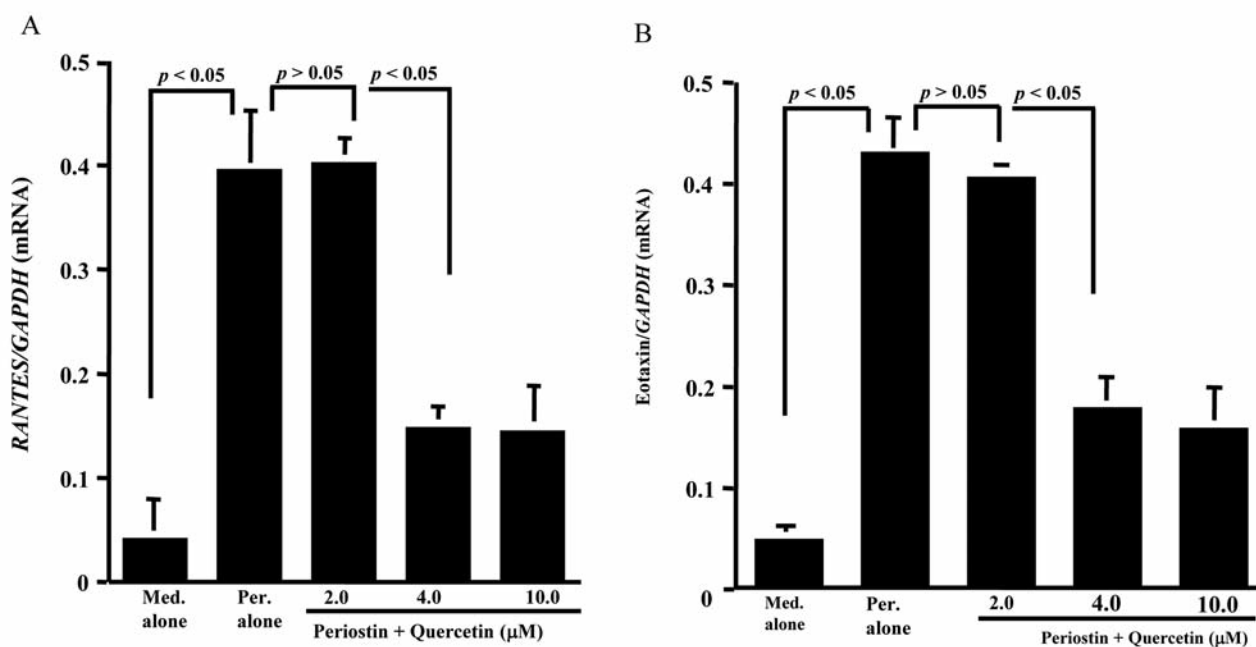 A
RANTES/GAPDH (mRNA)
0.5
0.4
0.3
0.2
0.1
0
p < 0.05
p > 0.05
p < 0.05
Med. alone
Per. alone
2.0
4.0
10.0
Periostin + Quercetin (μM)
B
Eotaxin/GAPDH (mRNA)
0.5
0.4
0.3
0.2
0.1
0
p < 0.05
p > 0.05
p < 0.05
Med. alone
Per. alone
2.0
4.0
10.0
Periostin + Quercetin (μM)